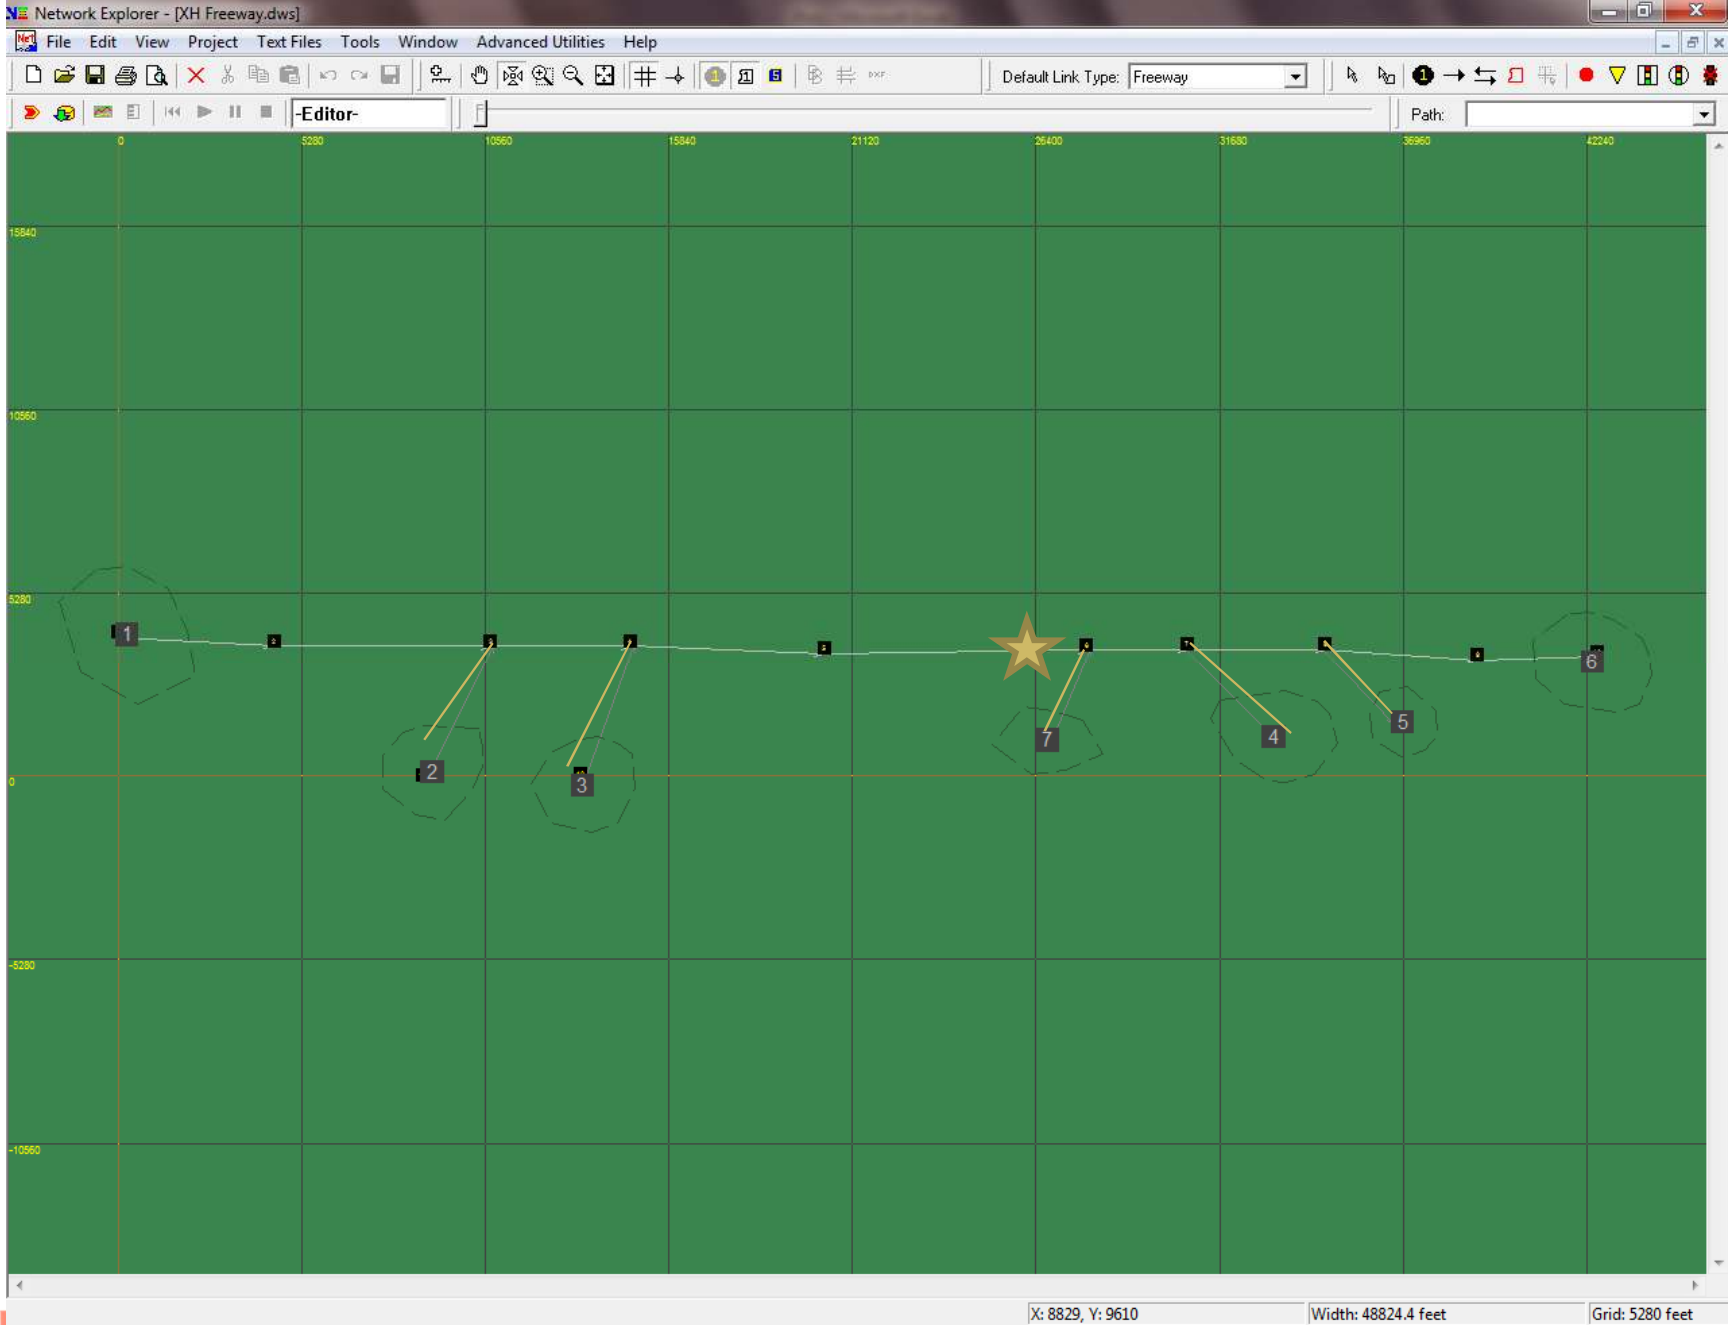 Network Explorer - [XH Freeway.dws]
File Edit View Project Text Files Tools Window Advanced Utilities Help
Default Link Type: Freeway
-Editor-
Path:
0 5280 10560 15840 21120 26400 31680 36960 42240
15840
10560
5280
1
6
5
7
4
2
3
0
-5280
-10560
X: 8829, Y: 9610
Width: 48824.4 feet
Grid: 5280 feet